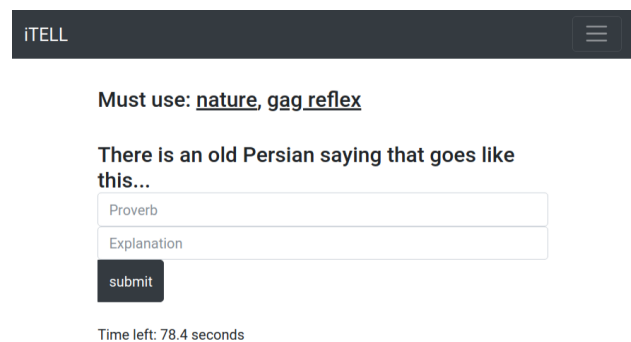 iTELL
Must use: nature, gag reflex
There is an old Persian saying that goes like
this...
Proverb
Explanation
submit
Time left: 78.4 seconds